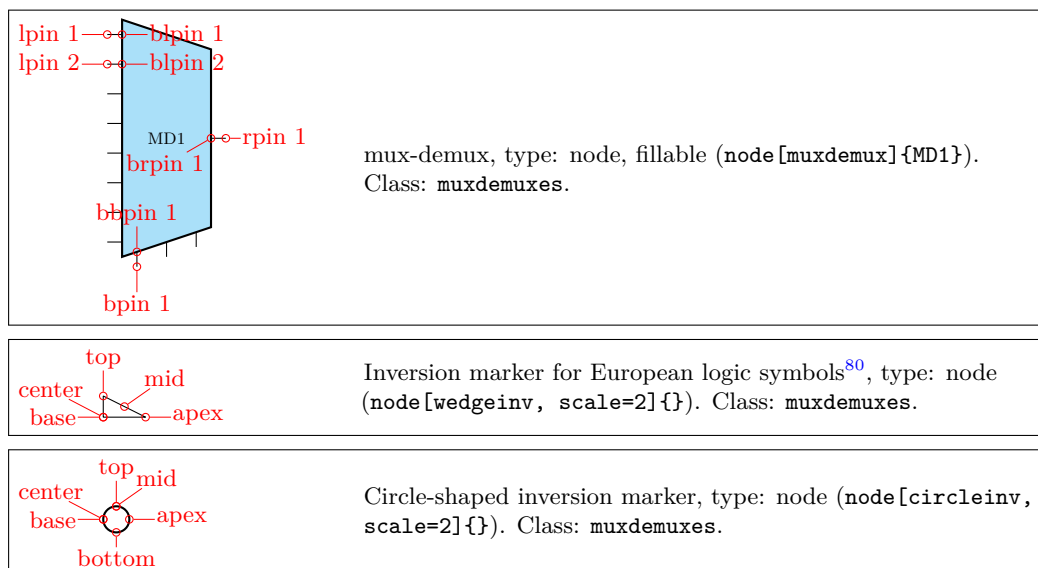 lpin 1 blpin 1
lpin 2 blpin 2
MD1 rpin 1
brpin 1
bbpin 1
bpin 1
mux-demux, type: node, fillable (node[muxdemux]{MD1}).
Class: muxdemuxes.
top
center mid
base apex
Inversion marker for European logic symbols80, type: node
(node[wedgeinv, scale=2]{}). Class: muxdemuxes.
top
center mid
base apex
bottom
Circle-shaped inversion marker, type: node (node[circleinv,
scale=2]{}). Class: muxdemuxes.